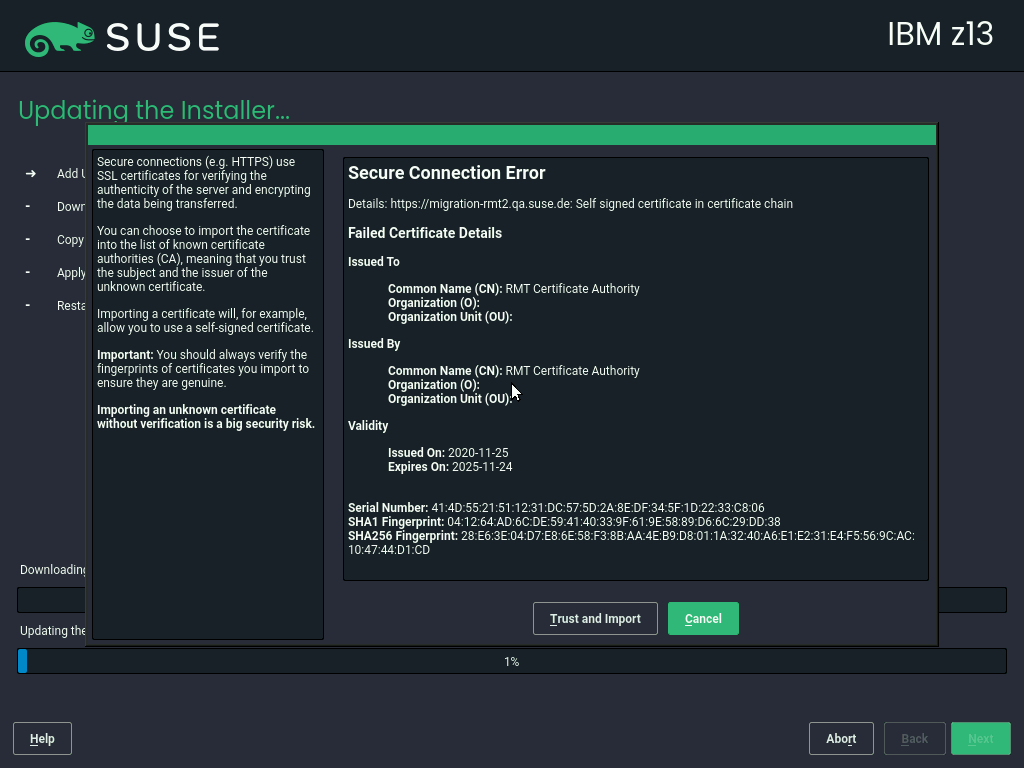 SUSE
IBM z13
Updating the Installer...
Add U
Down
Copy
Apply
Resta
Secure connections (e.g. HTTPS) use
SSL certificates for verifying the
authenticity of the server and encrypting
the data being transferred.
You can choose to import the certificate
into the list of known certificate
authorities (CA), meaning that you trust
the subject and the issuer of the
unknown certificate.
Importing a certificate will, for example,
allow you to use a self-signed certificate.
Important: You should always verify the
fingerprints of certificates you import to
ensure they are genuine.
Importing an unknown certificate
without verification is a big security risk.
Secure Connection Error
Details: https://migration-rmt2.qa.suse.de: Self signed certificate in certificate chain
Failed Certificate Details
Issued To
Common Name (CN): RMT Certificate Authority
Organization (O):
Organization Unit (OU):
Issued By
Common Name (CN): RMT Certificate Authority
Organization (O):
Organization Unit (OU):
Validity
Issued On: 2020-11-25
Expires On: 2025-11-24
Serial Number: 41:4D:55:21:51:12:31:DC:57:5D:2A:8E:DF:34:5F:1D:22:33:C8:06
SHA1 Fingerprint: 04:12:64:AD:6C:DE:59:41:40:33:9F:61:9E:58:89:D6:6C:29:DD:38
SHA256 Fingerprint: 28:E6:3E:04:D7:E8:6E:58:F3:8B:AA:4E:B9:D8:01:1A:32:40:A6:E1:E2:31:E4:F5:56:9C:AC:
10:47:44:D1:CD
Trust and Import
Cancel
Downloading
Updating the
1%
Help
Abort
Back
Next